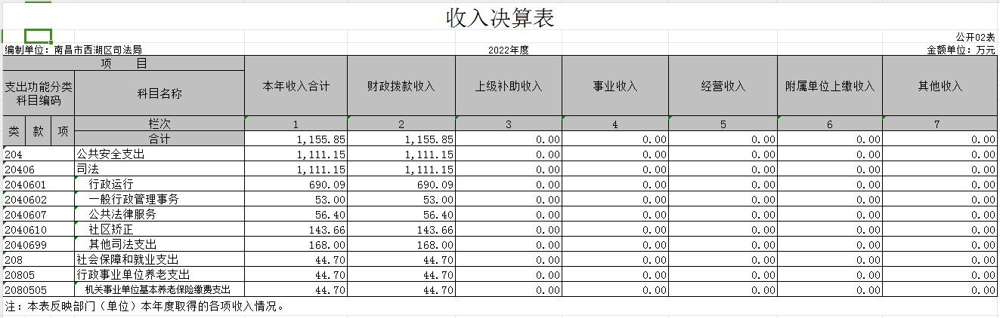 收入决算表
公开02表
编制单位：南昌市西湖区司法局 2022年度 金额单位：万元
项 目 本年收入合计 财政拨款收入 上级补助收入 事业收入 经营收入 附属单位上缴收入 其他收入
支出功能分类科目编码 科目名称
类 款 项 栏次 1 2 3 4 5 6 7
合计 1,155.85 1,155.85 0.00 0.00 0.00 0.00 0.00
204 公共安全支出 1,111.15 1,111.15 0.00 0.00 0.00 0.00 0.00
20406 司法 1,111.15 1,111.15 0.00 0.00 0.00 0.00 0.00
2040601 行政运行 690.09 690.09 0.00 0.00 0.00 0.00 0.00
2040602 一般行政管理事务 53.00 53.00 0.00 0.00 0.00 0.00 0.00
2040607 公共法律服务 56.40 56.40 0.00 0.00 0.00 0.00 0.00
2040610 社区矫正 143.66 143.66 0.00 0.00 0.00 0.00 0.00
2040699 其他司法支出 168.00 168.00 0.00 0.00 0.00 0.00 0.00
208 社会保障和就业支出 44.70 44.70 0.00 0.00 0.00 0.00 0.00
20805 行政事业单位养老支出 44.70 44.70 0.00 0.00 0.00 0.00 0.00
2080505 机关事业单位基本养老保险缴费支出 44.70 44.70 0.00 0.00 0.00 0.00 0.00
注：本表反映部门（单位）本年度取得的各项收入情况。